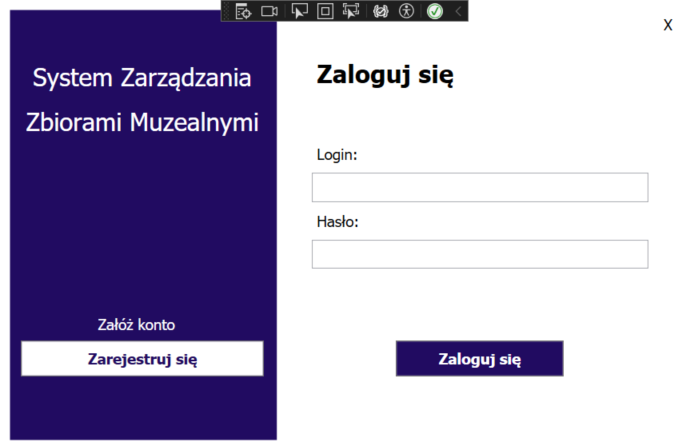 System Zarządzania
Zbiorami Muzealnymi
Załóż konto
Zarejestruj się
X
Zaloguj się
Login:
Hasło:
Zaloguj się